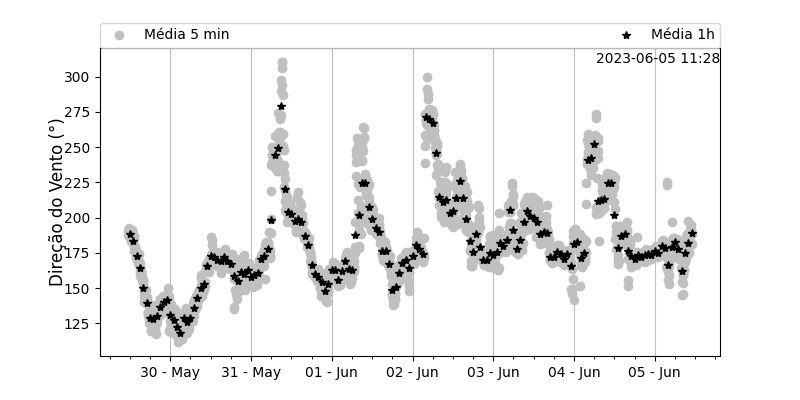 Média 5 min
Média 1h
2023-06-05 11:28
Direção do Vento (°)
300
275
250
225
200
175
150
125
30 - May
31 - May
01 - Jun
02 - Jun
03 - Jun
04 - Jun
05 - Jun